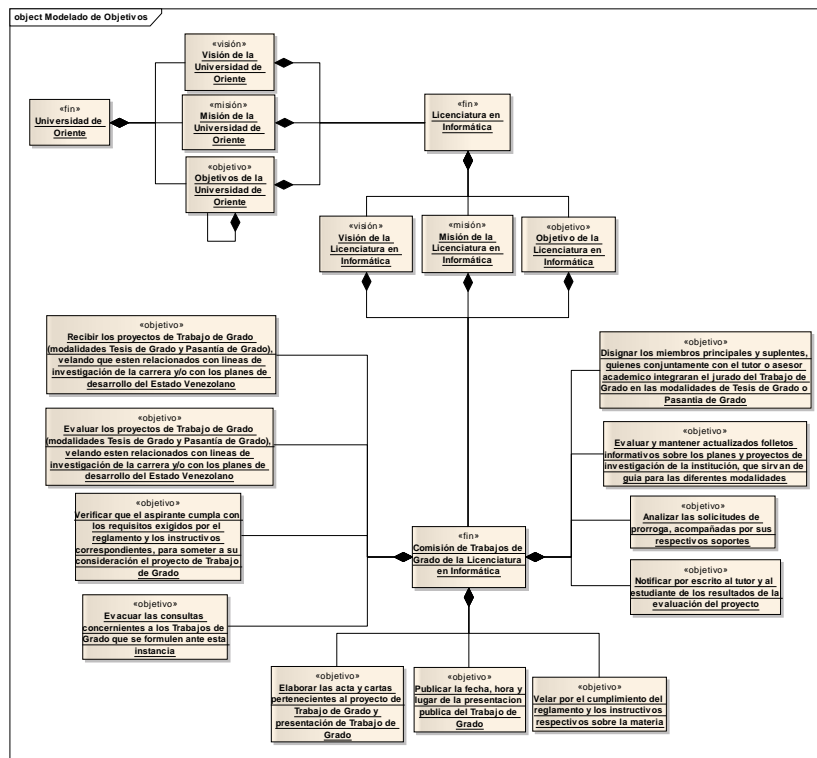 object Modelado de Objetivos
«visión»
Visión de la
Universidad de
Oriente
«fin»
Universidad de
Oriente
«misión»
Misión de la
Universidad de
Oriente
«fin»
Licenciatura en
Informática
«objetivo»
Objetivos de la
Universidad de
Oriente
«visión»
Visión de la
Licenciatura en
Informática
«misión»
Misión de la
Licenciatura en
Informática
«objetivo»
Objetivo de la
Licenciatura en
Informática
«objetivo»
Recibir los proyectos de Trabajo de Grado
(modalidades Tesis de Grado y Pasantía de Grado),
velando que esten relacionados con lineas de
investigación de la carrera y/o con los planes de
desarrollo del Estado Venezolano
«objetivo»
Disignar los miembros principales y suplentes,
quienes conjuntamente con el tutor o asesor
academico integraran el jurado del Trabajo de
Grado en las modalidades de Tesis de Grado o
Pasantia de Grado
«objetivo»
Evaluar los proyectos de Trabajo de Grado
(modalidades Tesis de Grado y Pasantía de Grado),
velando esten relacionados con lineas de
investigación de la carrera y/o con los planes de
desarrollo del Estado Venezolano
«objetivo»
Evaluar y mantener actualizados folletos
informativos sobre los planes y proyectos de
investigación de la institución, que sirvan de
guia para las diferentes modalidades
«objetivo»
Verificar que el aspirante cumpla con
los requisitos exigidos por el
reglamento y los instructivos
correspondientes, para someter a su
consideración el proyecto de Trabajo
de Grado
«objetivo»
Analizar las solicitudes de
prorroga, acompañadas por sus
respectivos soportes
«fin»
Comisión de Trabajos de
Grado de la Licenciatura
en Informática
«objetivo»
Notificar por escrito al tutor y al
estudiante de los resultados de la
evaluación del proyecto
«objetivo»
Evacuar las consultas
concernientes a los Trabajos de
Grado que se formulen ante esta
instancia
«objetivo»
Elaborar las acta y cartas
pertenecientes al proyecto de
Trabajo de Grado y
presentación de Trabajo de
Grado
«objetivo»
Publicar la fecha, hora y
lugar de la presentacion
publica del Trabajo de
Grado
«objetivo»
Velar por el cumplimiento del
reglamento y los instructivos
respectivos sobre la materia